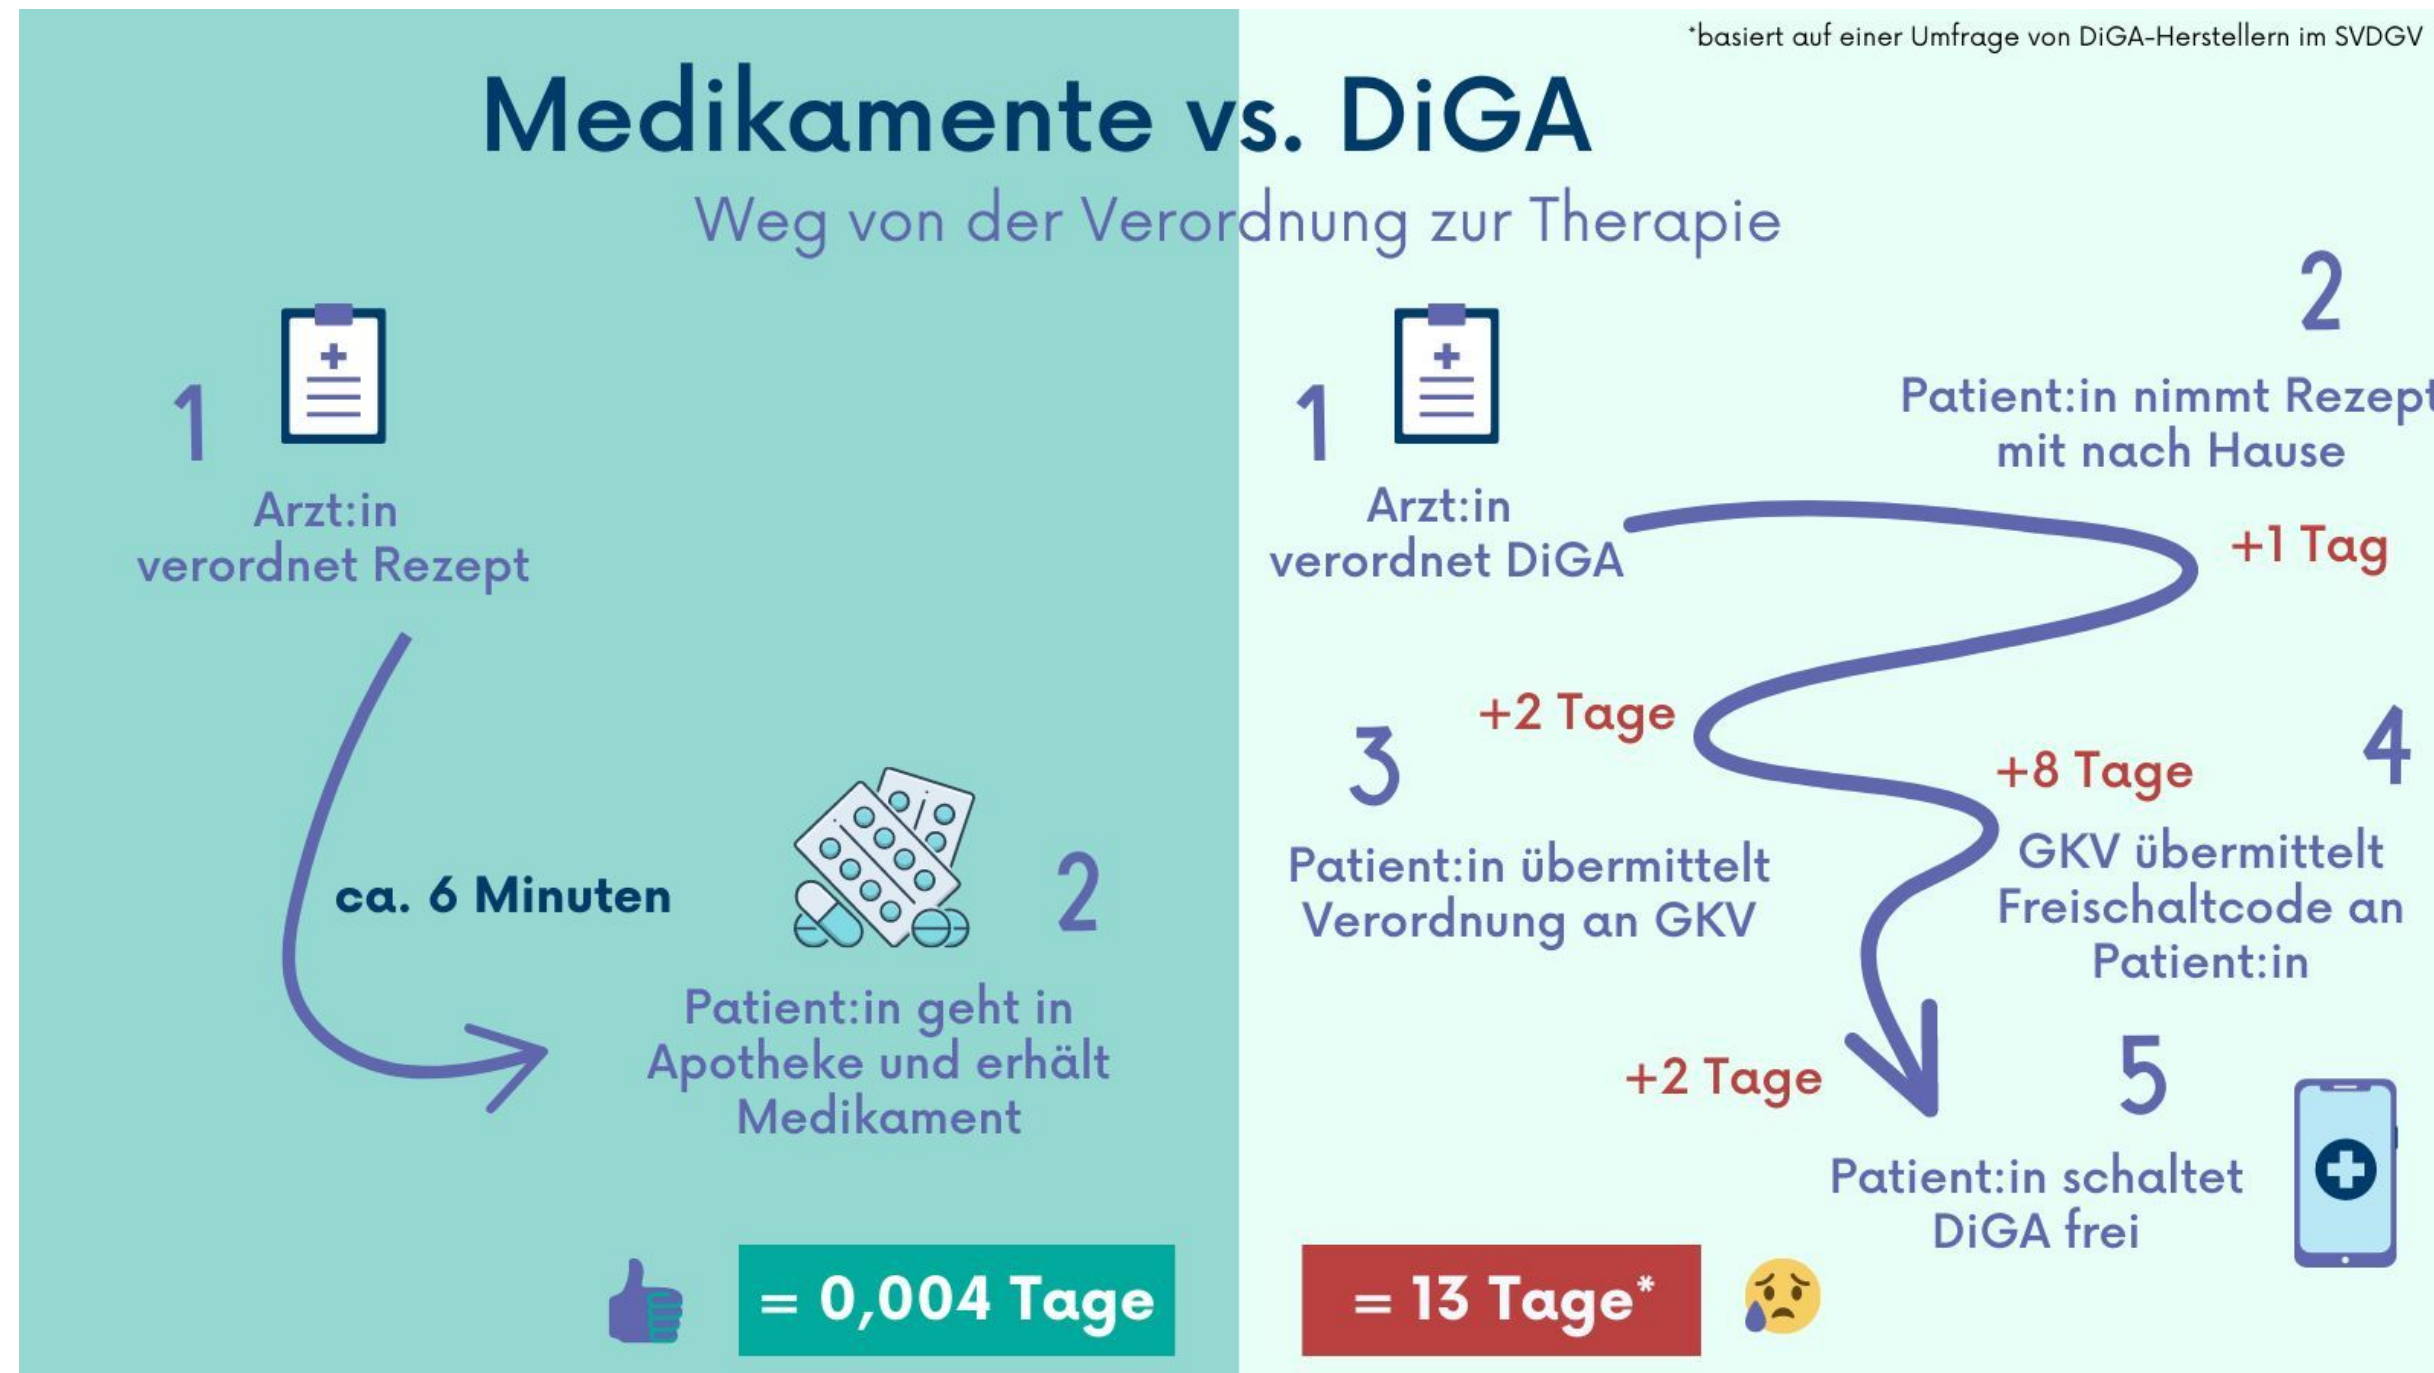 *basiert auf einer Umfrage von DiGA-Herstellern im SVDGV
Medikamente vs. DiGA
Weg von der Verordnung zur Therapie
1
Arzt:in
verordnet Rezept
ca. 6 Minuten
2
Patient:in geht in
Apotheke und erhält
Medikament
= 0,004 Tage
1
Arzt:in
verordnet DiGA
2
Patient:in nimmt Rezept
mit nach Hause
+1 Tag
+2 Tage
3
Patient:in übermittelt
Verordnung an GKV
+8 Tage
4
GKV übermittelt
Freischaltcode an
Patient:in
+2 Tage
5
Patient:in schaltet
DiGA frei
= 13 Tage*